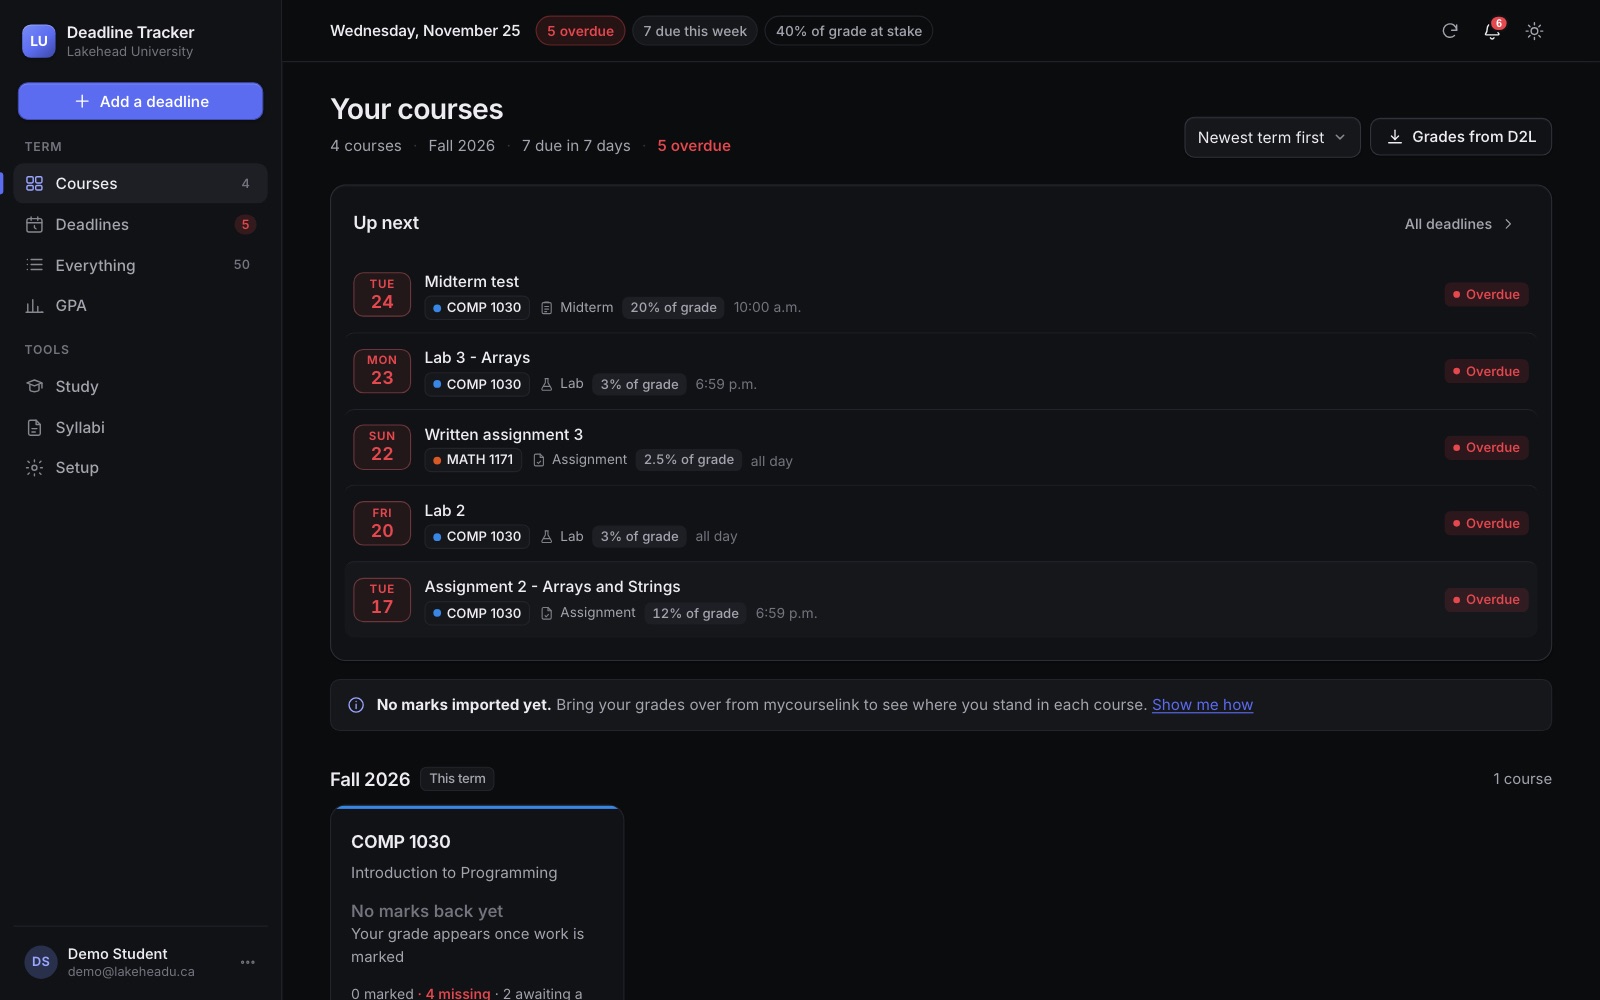 LU
Deadline Tracker
Lakehead University
Add a deadline
TERM
Courses 4
Deadlines 5
Everything 50
GPA
TOOLS
Study
Syllabi
Setup
DS
Demo Student
demo@lakeheadu.ca
Wednesday, November 25 5 overdue 7 due this week 40% of grade at stake 6
Your courses
4 courses · Fall 2026 · 7 due in 7 days · 5 overdue
Newest term first Grades from D2L
Up next All deadlines
TUE 24
Midterm test
COMP 1030 Midterm 20% of grade 10:00 a.m.
Overdue
MON 23
Lab 3 - Arrays
COMP 1030 Lab 3% of grade 6:59 p.m.
Overdue
SUN 22
Written assignment 3
MATH 1171 Assignment 2.5% of grade all day
Overdue
FRI 20
Lab 2
COMP 1030 Lab 3% of grade all day
Overdue
TUE 17
Assignment 2 - Arrays and Strings
COMP 1030 Assignment 12% of grade 6:59 p.m.
Overdue
No marks imported yet. Bring your grades over from mycourselink to see where you stand in each course. Show me how
Fall 2026 This term 1 course
COMP 1030
Introduction to Programming
No marks back yet
Your grade appears once work is
marked
0 marked · 4 missing · 2 awaiting a